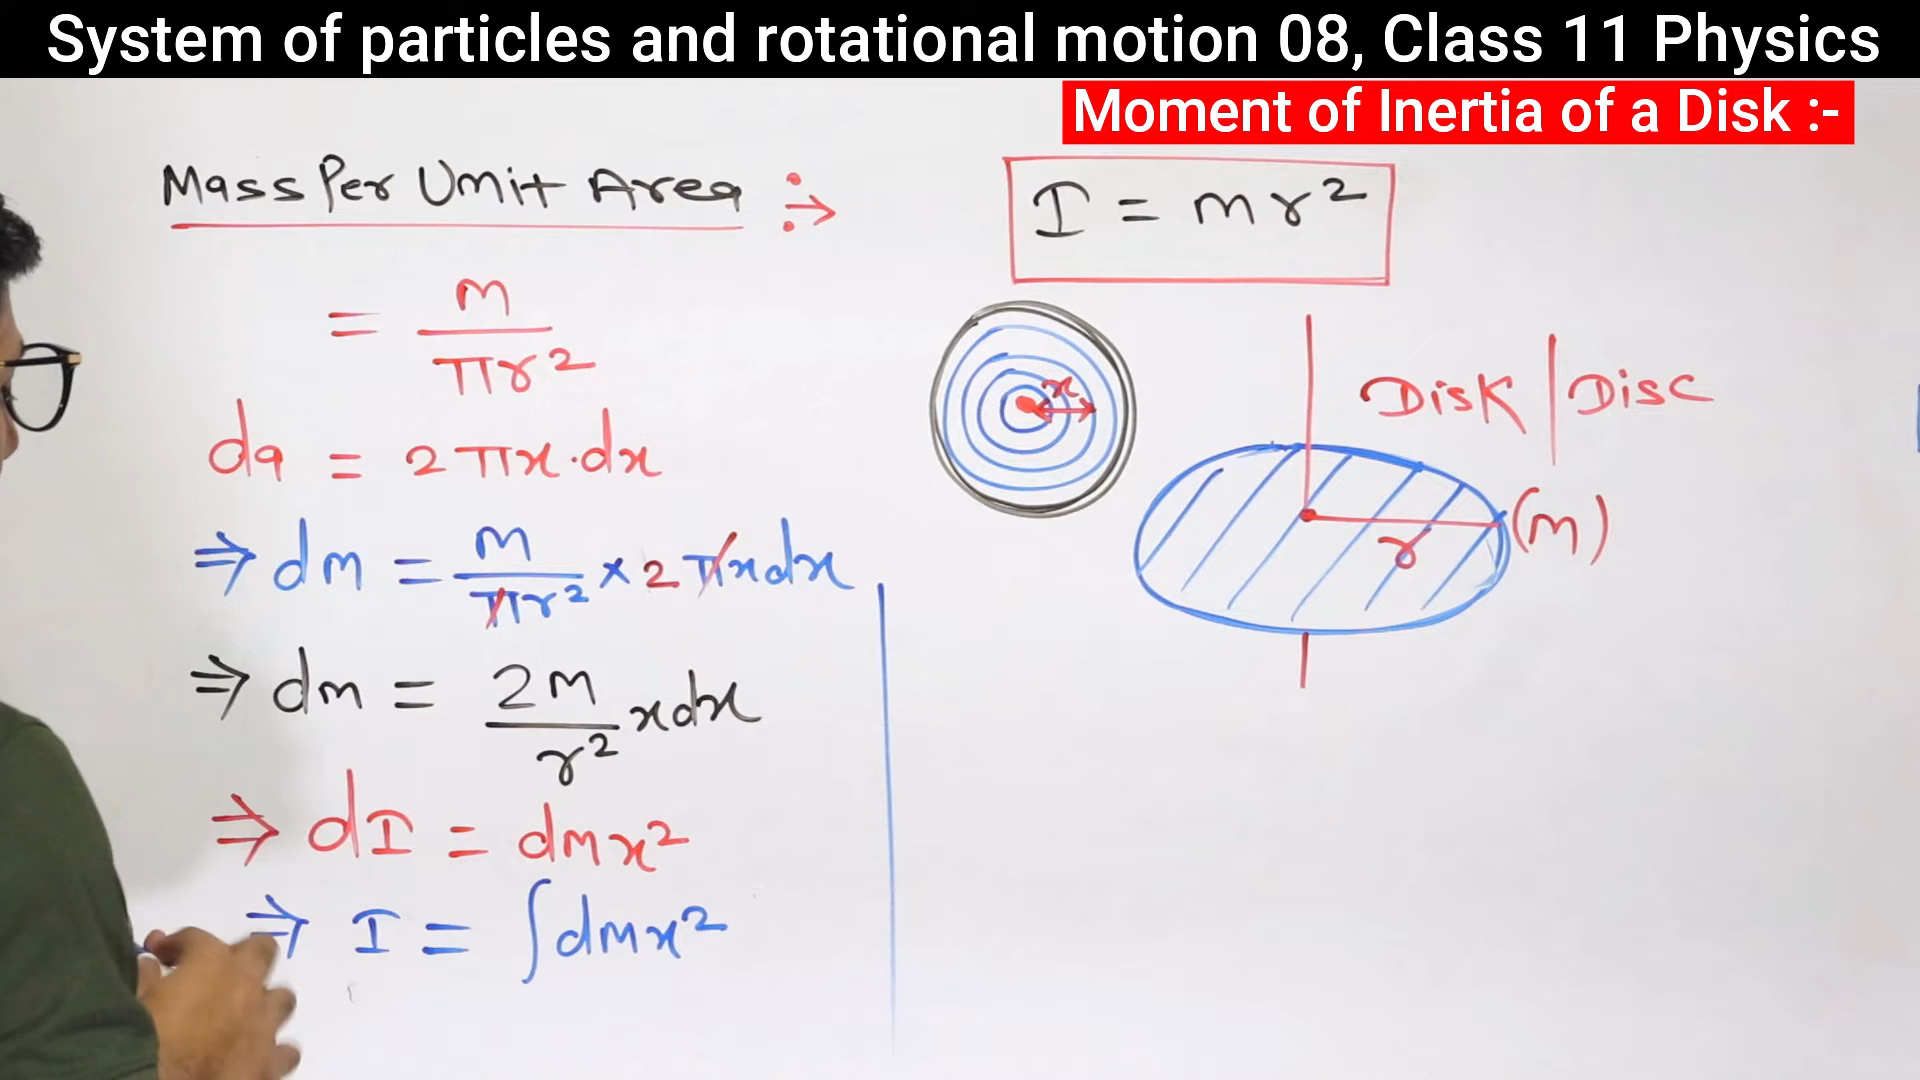 System of particles and rotational motion 08, Class 11 Physics
Moment of Inertia of a Disk :-
Mass Per Unit Area :→
= m / πr²
da = 2πx·dx
⇒ dm = m / πr² × 2πxdx
⇒ dm = 2m / r² xdx
⇒ dI = dmx²
⇒ I = ∫dmx²
I = mr²
x
Disk | Disc
r
(m)